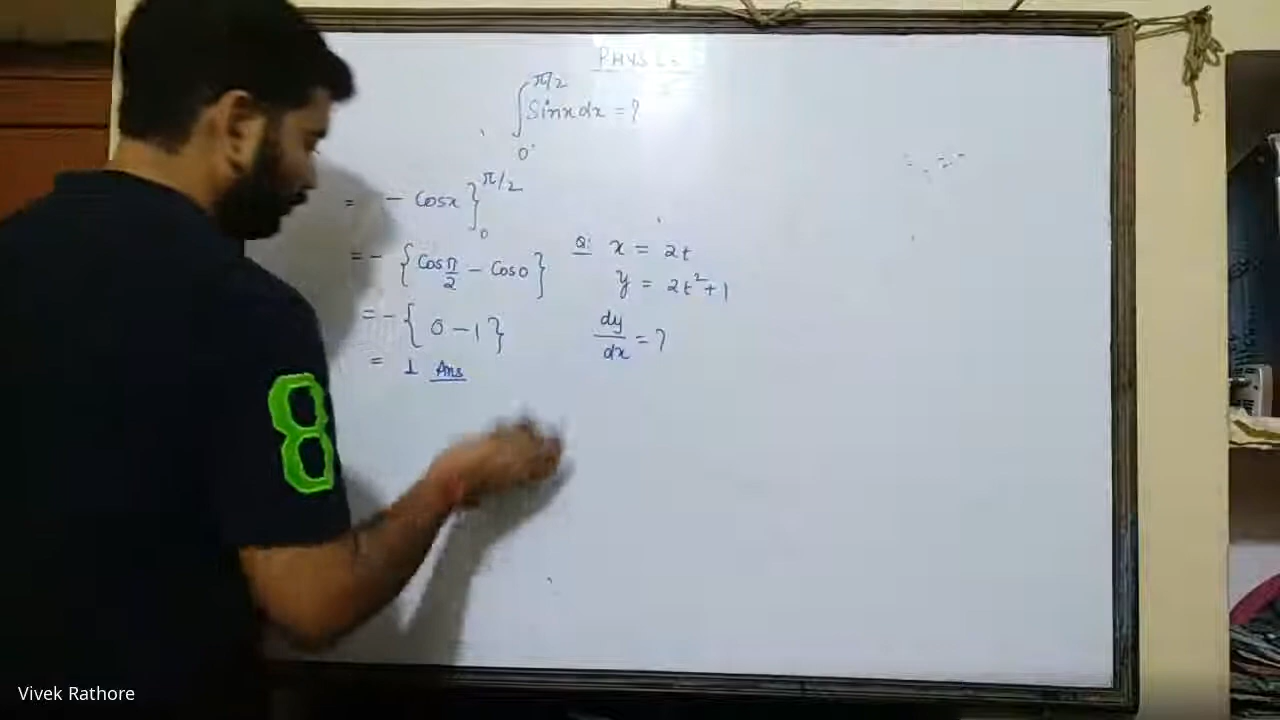 PHYSICS
∫₀^π/2 Sinx dx = ?
= - Cosx }₀^π/2
= - { Cos π/2 - Cos 0 }
= - { 0 - 1 }
= 1 Ans
Q: x = 2t
y = 2t² + 1
dy/dx = ?
8
Vivek Rathore